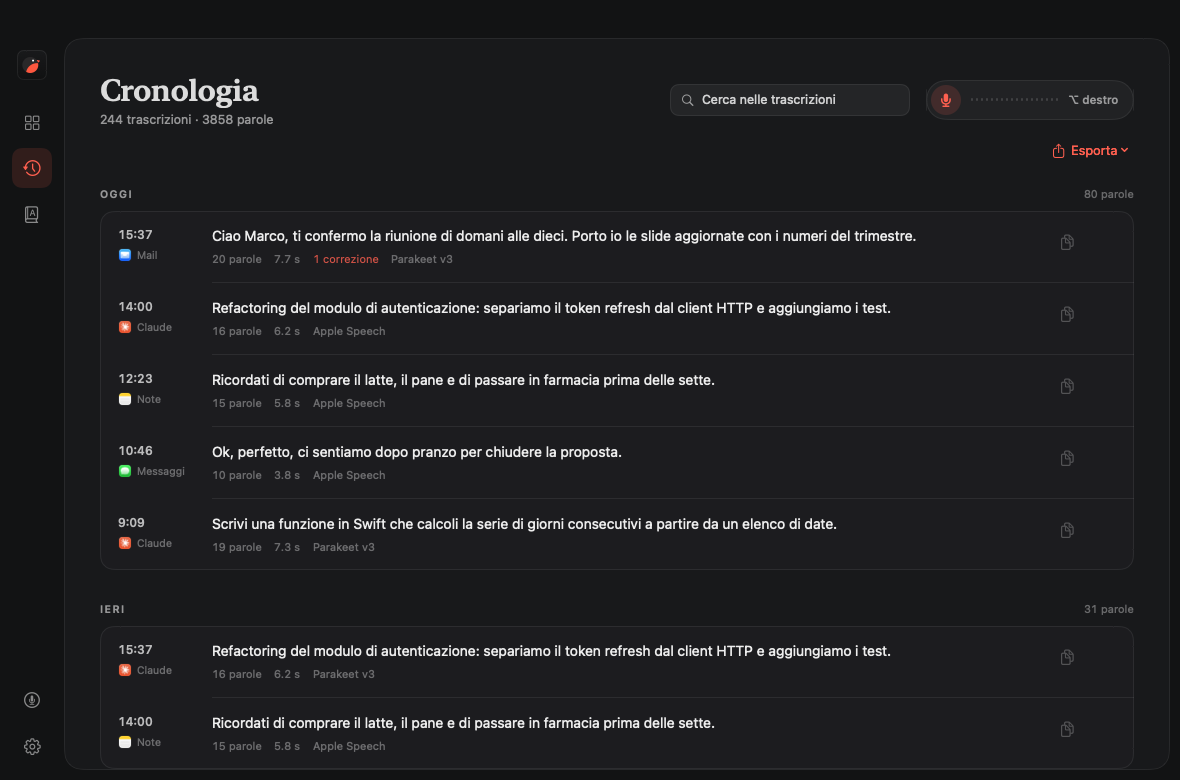 Cronologia
244 trascrizioni · 3858 parole
Cerca nelle trascrizioni
⌥ destro
Esporta
OGGI
80 parole
15:37
Mail
Ciao Marco, ti confermo la riunione di domani alle dieci. Porto io le slide aggiornate con i numeri del trimestre.
20 parole 7.7 s 1 correzione Parakeet v3
14:00
Claude
Refactoring del modulo di autenticazione: separiamo il token refresh dal client HTTP e aggiungiamo i test.
16 parole 6.2 s Apple Speech
12:23
Note
Ricordati di comprare il latte, il pane e di passare in farmacia prima delle sette.
15 parole 5.8 s Apple Speech
10:46
Messaggi
Ok, perfetto, ci sentiamo dopo pranzo per chiudere la proposta.
10 parole 3.8 s Apple Speech
9:09
Claude
Scrivi una funzione in Swift che calcoli la serie di giorni consecutivi a partire da un elenco di date.
19 parole 7.3 s Parakeet v3
IERI
31 parole
15:37
Claude
Refactoring del modulo di autenticazione: separiamo il token refresh dal client HTTP e aggiungiamo i test.
16 parole 6.2 s Parakeet v3
14:00
Note
Ricordati di comprare il latte, il pane e di passare in farmacia prima delle sette.
15 parole 5.8 s Apple Speech